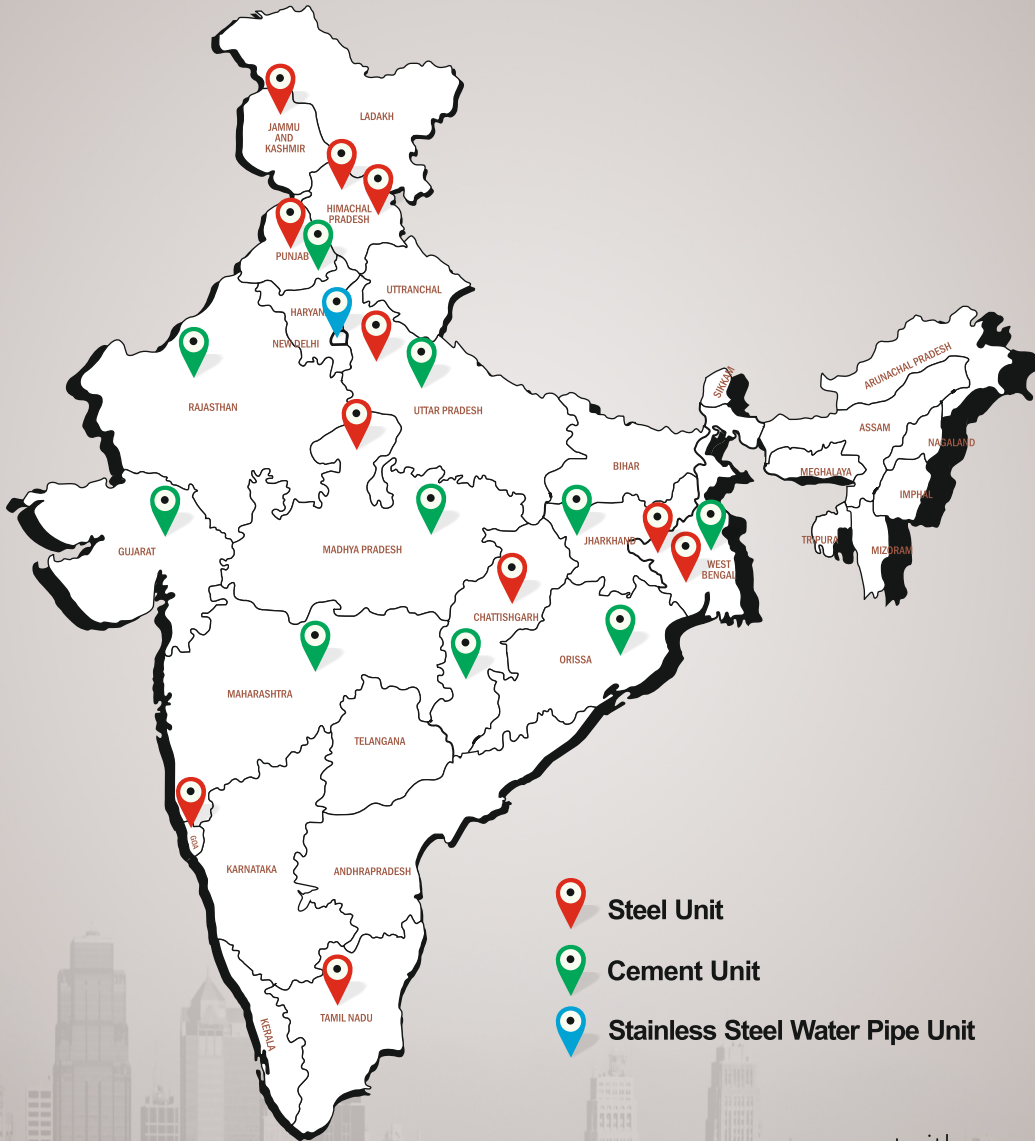 LADAKH
JAMMU
AND
KASHMIR
HIMACHAL
PRADESH
PUNJAB
UTTRANCHAL
HARYAN
NEW DELHI
RAJASTHAN
UTTAR PRADESH
SIKKAM
ARUNACHAL PRADESH
ASSAM
NAGALAND
BIHAR
MEGHALAYA
IMPHAL
GUJARAT
MADHYA PRADESH
JHARKHAND
TRIPURA
MIZORAM
WEST
BENGAL
CHATTISHGARH
ORISSA
MAHARASHTRA
TELANGANA
GOA
KARNATAKA
ANDHRAPRADESH
TAMIL NADU
KERALA
Steel Unit
Cement Unit
Stainless Steel Water Pipe Unit